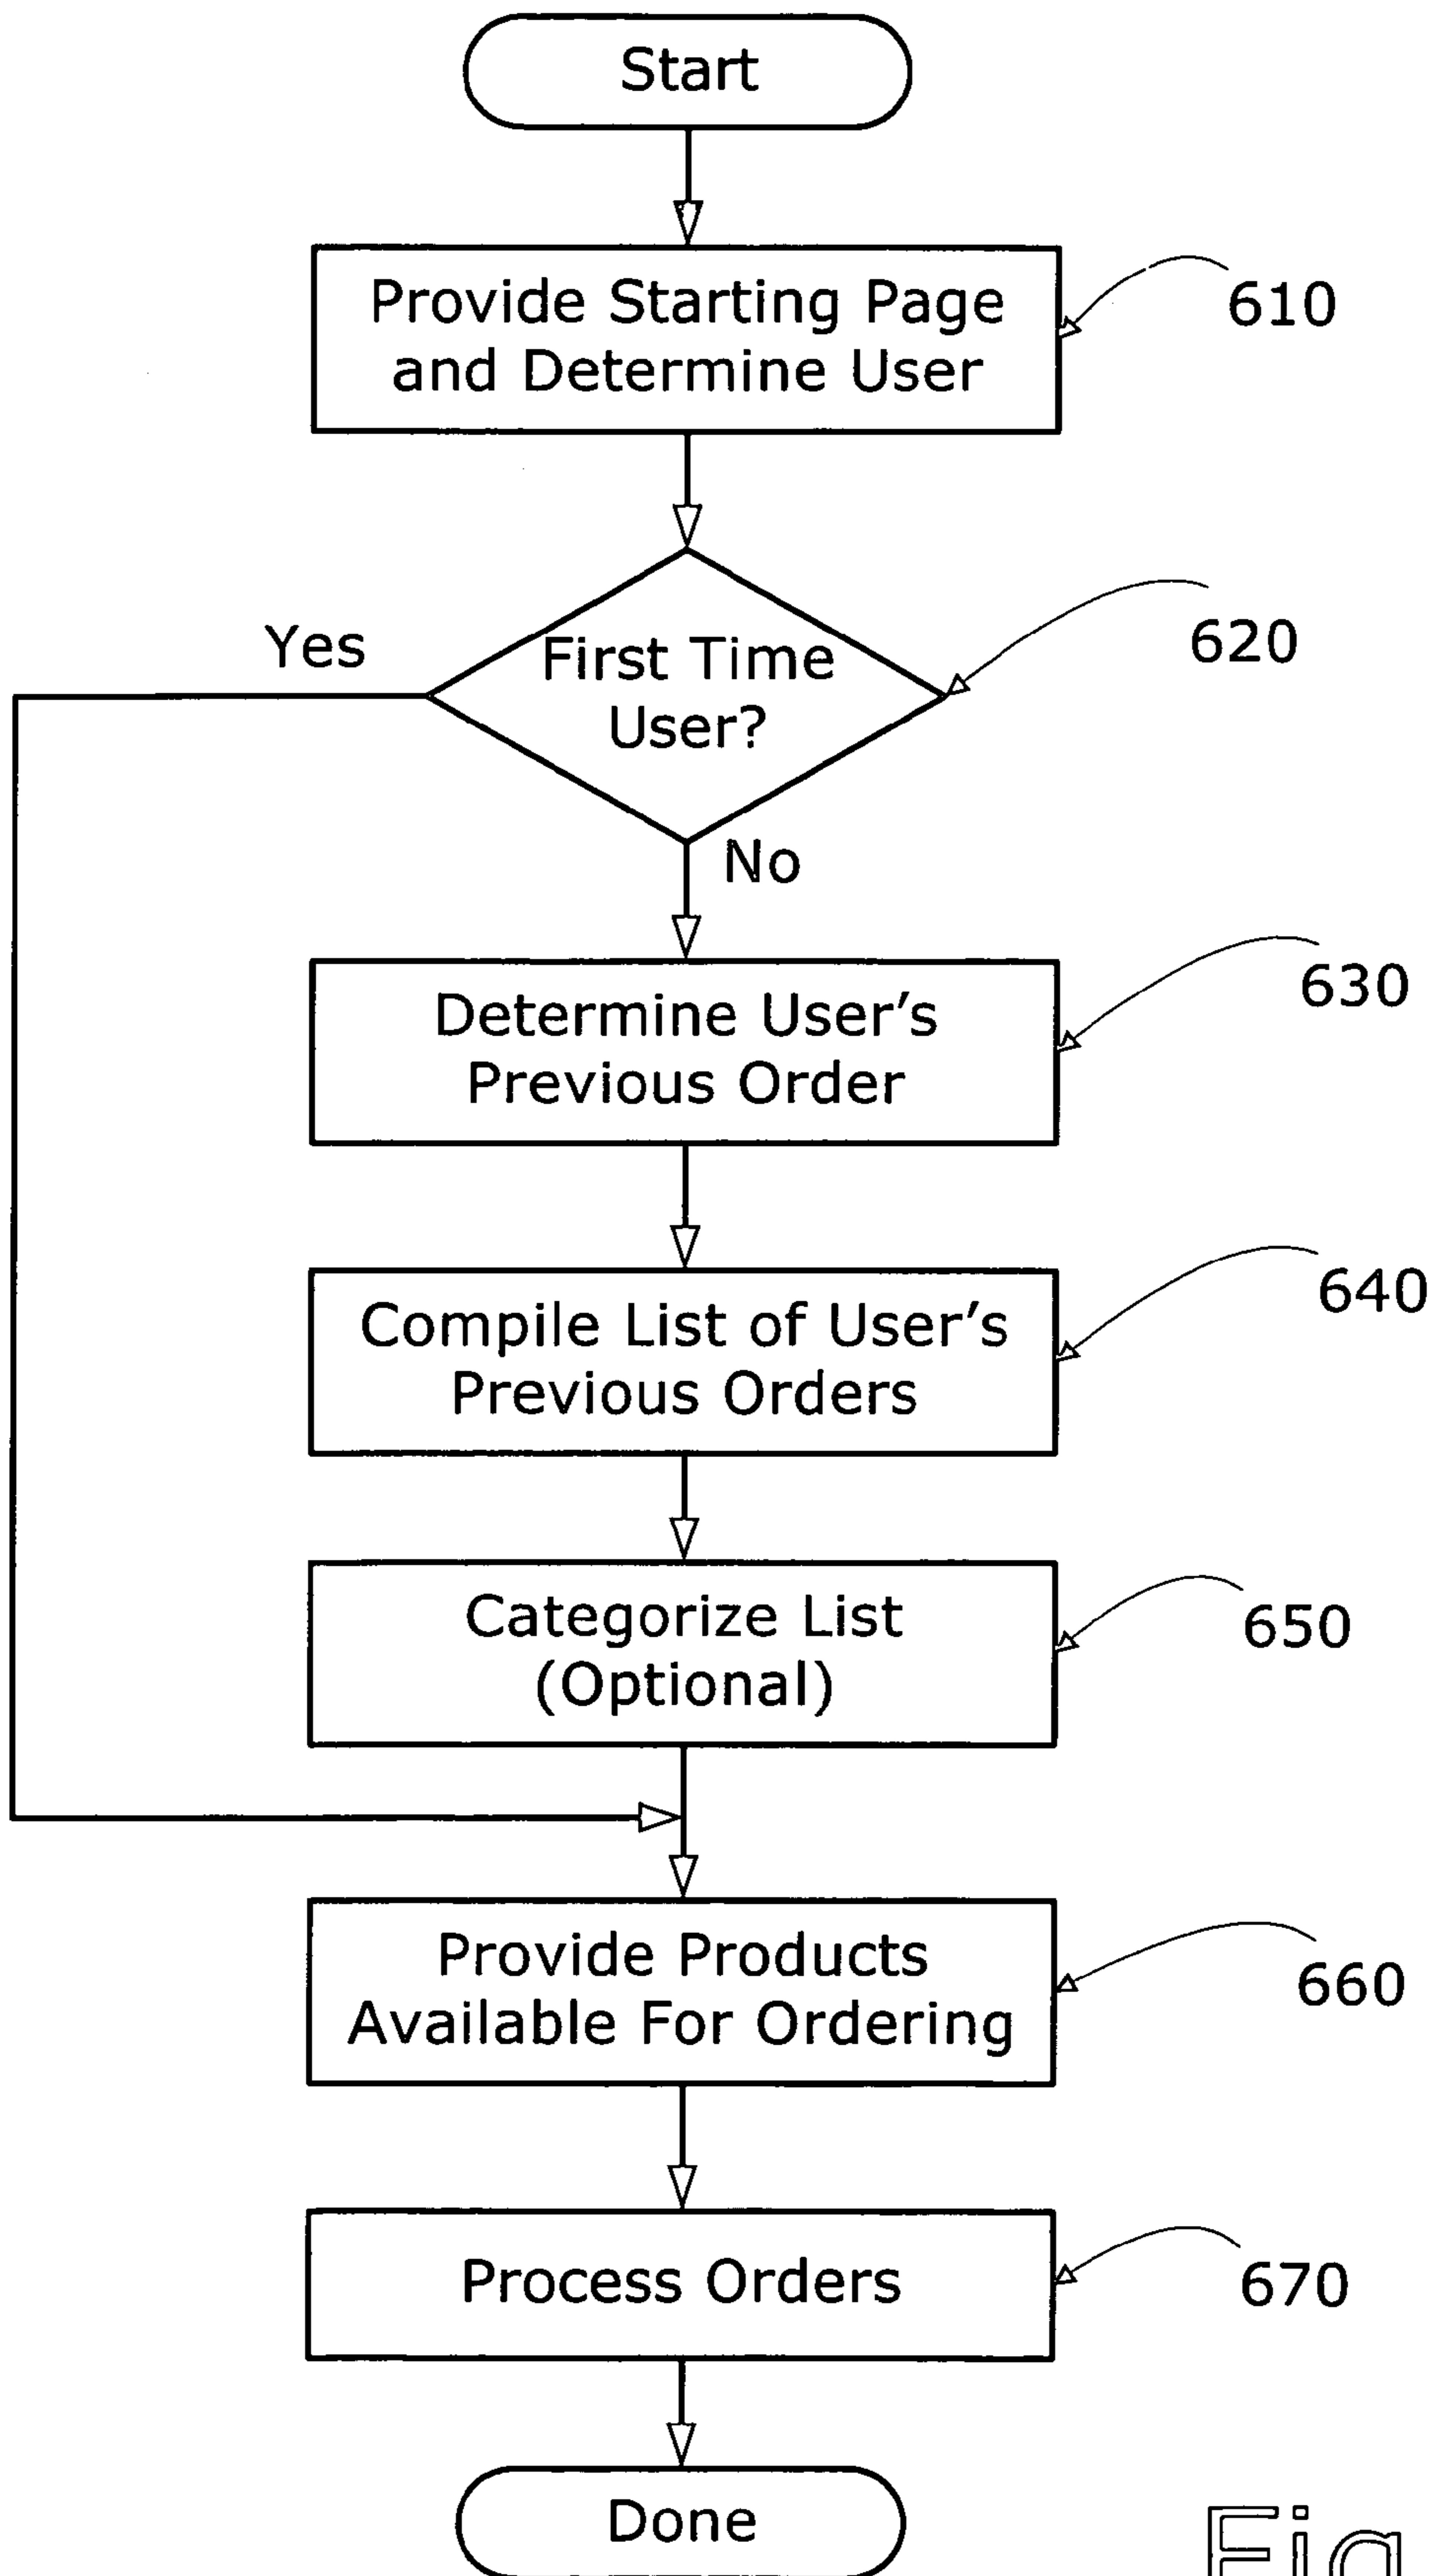 Start
Provide Starting Page
and Determine User
610
First Time
User?
620
Yes
No
Determine User’s
Previous Order
630
Compile List of User’s
Previous Orders
640
Categorize List
(Optional)
650
Provide Products
Available For Ordering
660
Process Orders
670
Done
Fig